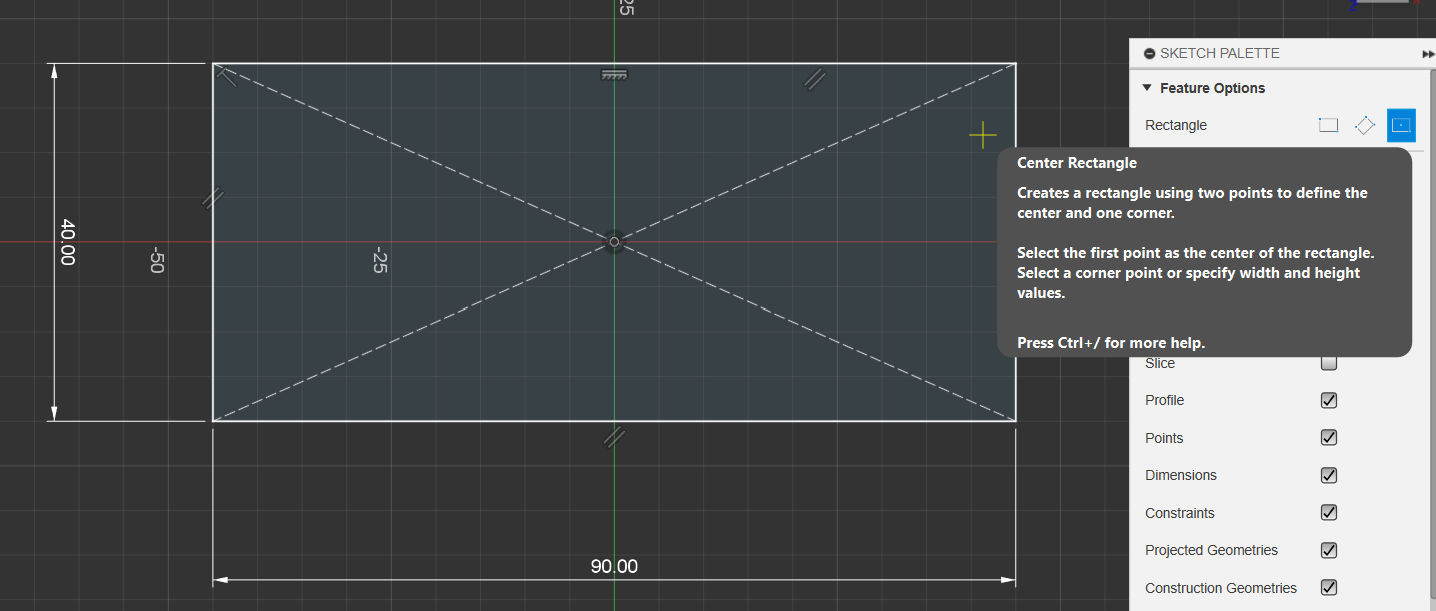 25
SKETCH PALETTE
Feature Options
Rectangle
Center Rectangle
Creates a rectangle using two points to define the
center and one corner.
Select the first point as the center of the rectangle.
Select a corner point or specify width and height
values.
Press Ctrl+/ for more help.
40.00
-50
-25
Slice
Profile
Points
Dimensions
Constraints
Projected Geometries
Construction Geometries
90.00